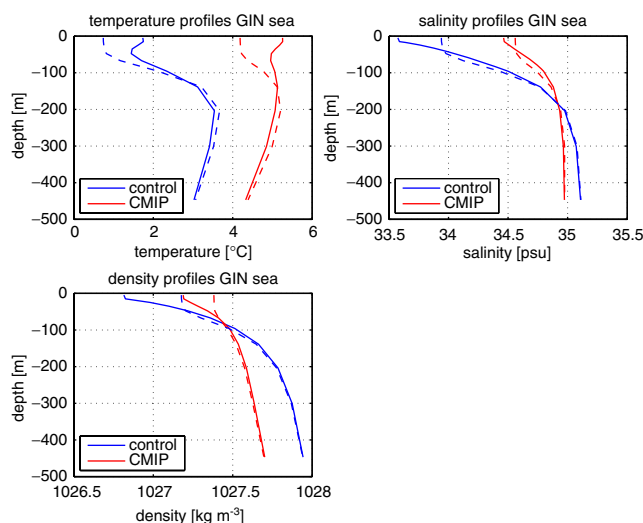 temperature profiles GIN sea
0
−100
−200
−300
−400
−500
depth [m]
control
CMIP
0 2 4 6
temperature [°C]
salinity profiles GIN sea
0
−100
−200
−300
−400
−500
depth [m]
control
CMIP
33.5 34 34.5 35 35.5
salinity [psu]
density profiles GIN sea
0
−100
−200
−300
−400
−500
depth [m]
control
CMIP
1026.5 1027 1027.5 1028
density [kg m-3]